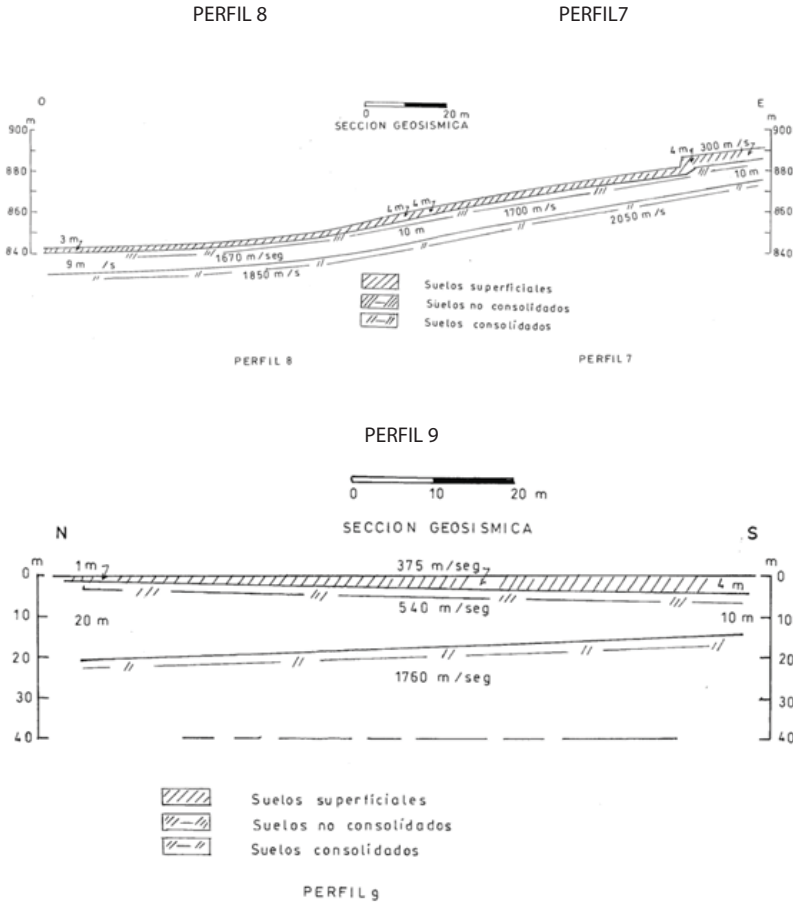 PERFIL 8 PERFIL7
O E
m m
0 20 m
SECCION GEOSISMICA
900 4 m 300 m/s 900
880 10 m 880
860 4 m 4 m 1700 m/s 860
10 m 2050 m/s
840 3 m 840
9 m /s 1670 m/seg
1850 m/s
Suelos superficiales
Suelos no consolidados
Suelos consolidados
PERFIL 8 PERFIL 7
PERFIL 9
0 10 20 m
SECCION GEOSISMICA
N S
m m
0 1 m 375 m/seg 4 m 0
10 540 m/seg 10
20 m 10 m
20 20
1760 m/seg
30 30
40 40
Suelos superficiales
Suelos no consolidados
Suelos consolidados
PERFIL 9